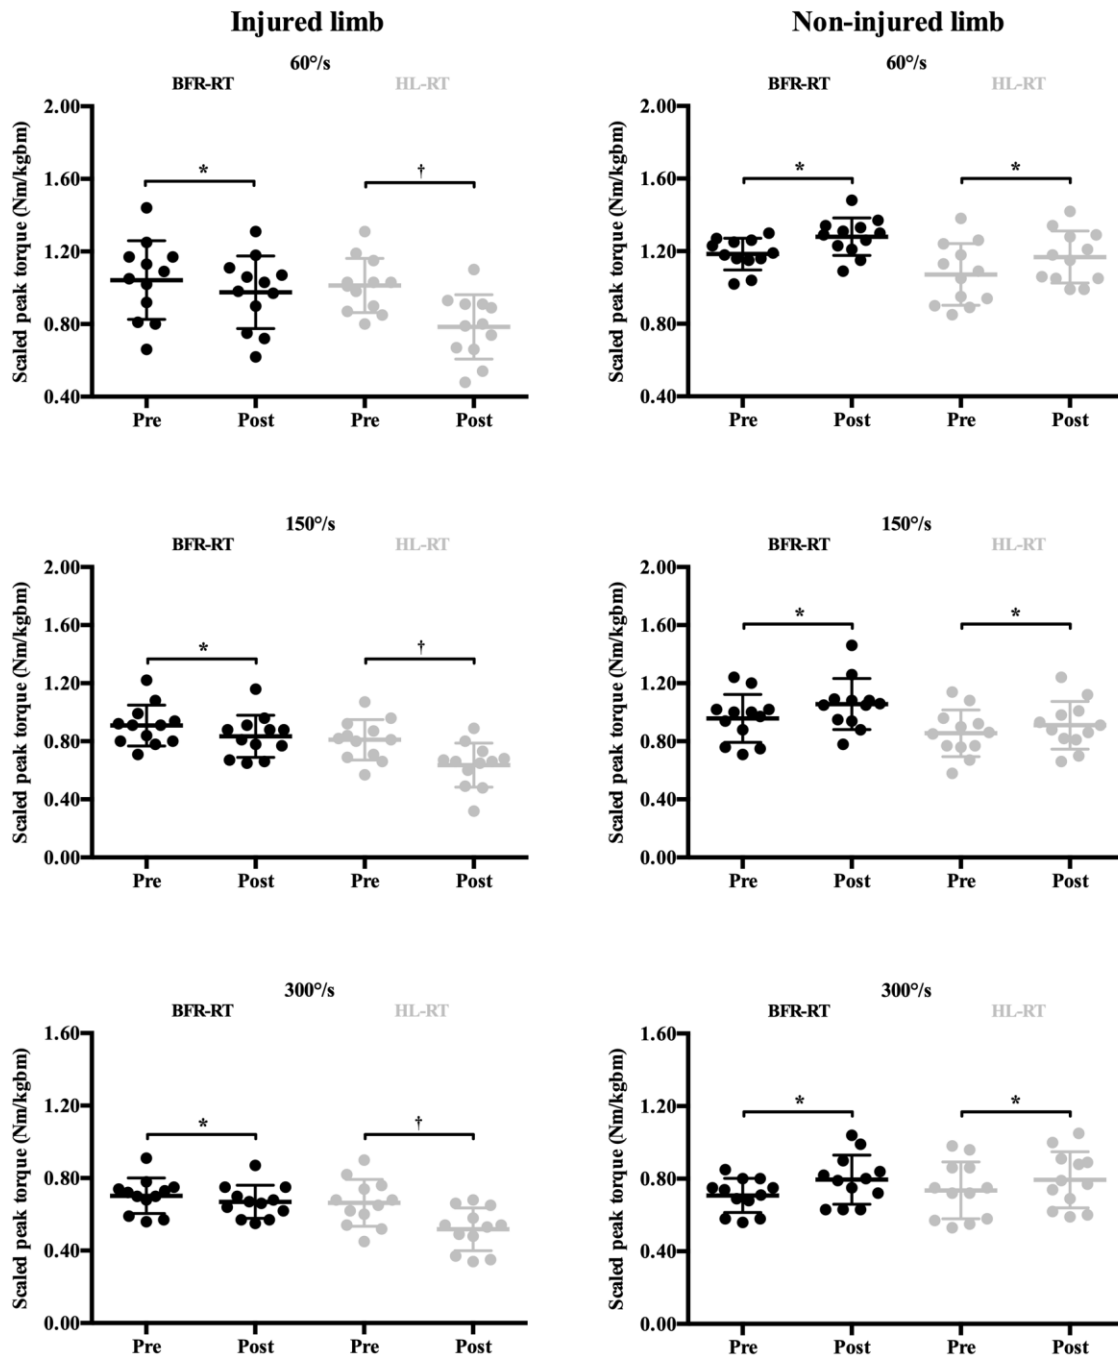 Injured limb
Non-injured limb
60°/s
BFR-RT HL-RT
Scaled peak torque (Nm/kgbm)
2.00
1.60
1.20
0.80
0.40
* †
Pre Post Pre Post
60°/s
BFR-RT HL-RT
Scaled peak torque (Nm/kgbm)
2.00
1.60
1.20
0.80
0.40
* *
Pre Post Pre Post
150°/s
BFR-RT HL-RT
Scaled peak torque (Nm/kgbm)
2.00
1.60
1.20
0.80
0.40
0.00
* †
Pre Post Pre Post
150°/s
BFR-RT HL-RT
Scaled peak torque (Nm/kgbm)
2.00
1.60
1.20
0.80
0.40
0.00
* *
Pre Post Pre Post
300°/s
BFR-RT HL-RT
Scaled peak torque (Nm/kgbm)
1.60
1.20
0.80
0.40
0.00
* †
Pre Post Pre Post
300°/s
BFR-RT HL-RT
Scaled peak torque (Nm/kgbm)
1.60
1.20
0.80
0.40
0.00
* *
Pre Post Pre Post